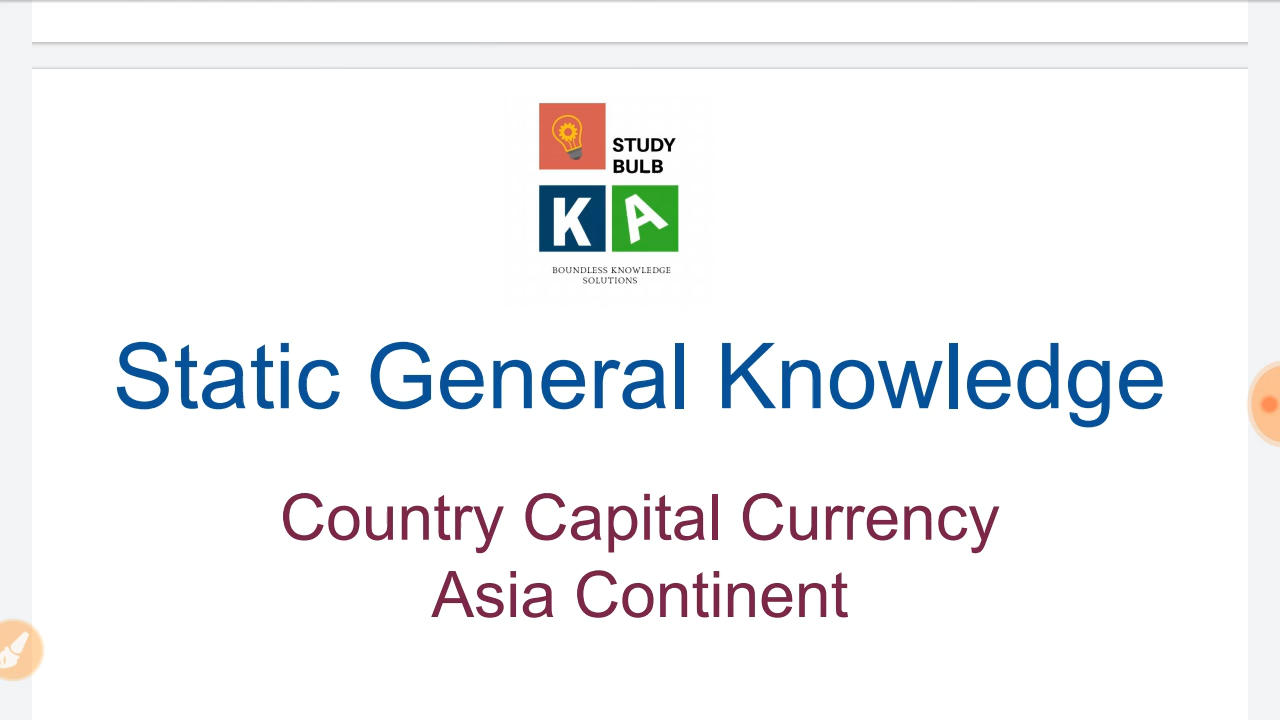 STUDY
BULB
K A
BOUNDLESS KNOWLEDGE
SOLUTIONS
Static General Knowledge
Country Capital Currency
Asia Continent